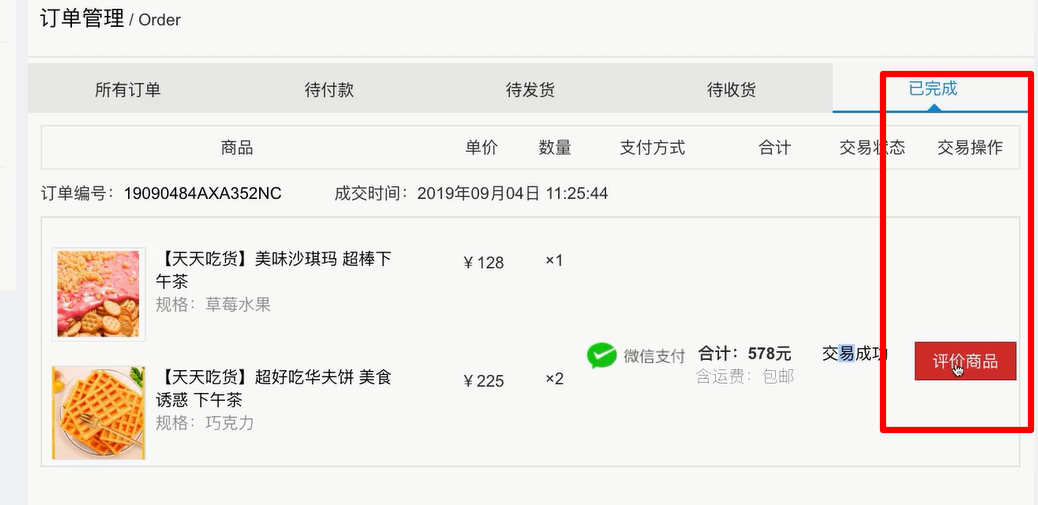 订单管理 / Order
所有订单 待付款 待发货 待收货 已完成
商品 单价 数量 支付方式 合计 交易状态 交易操作
订单编号：19090484AXA352NC 成交时间：2019年09月04日 11:25:44
【天天吃货】美味沙琪玛 超棒下 ￥128 ×1
午茶
规格：草莓水果
微信支付 合计：578元 交易成功 评价商品
含运费：包邮
【天天吃货】超好吃华夫饼 美食 ￥225 ×2
诱惑 下午茶
规格：巧克力